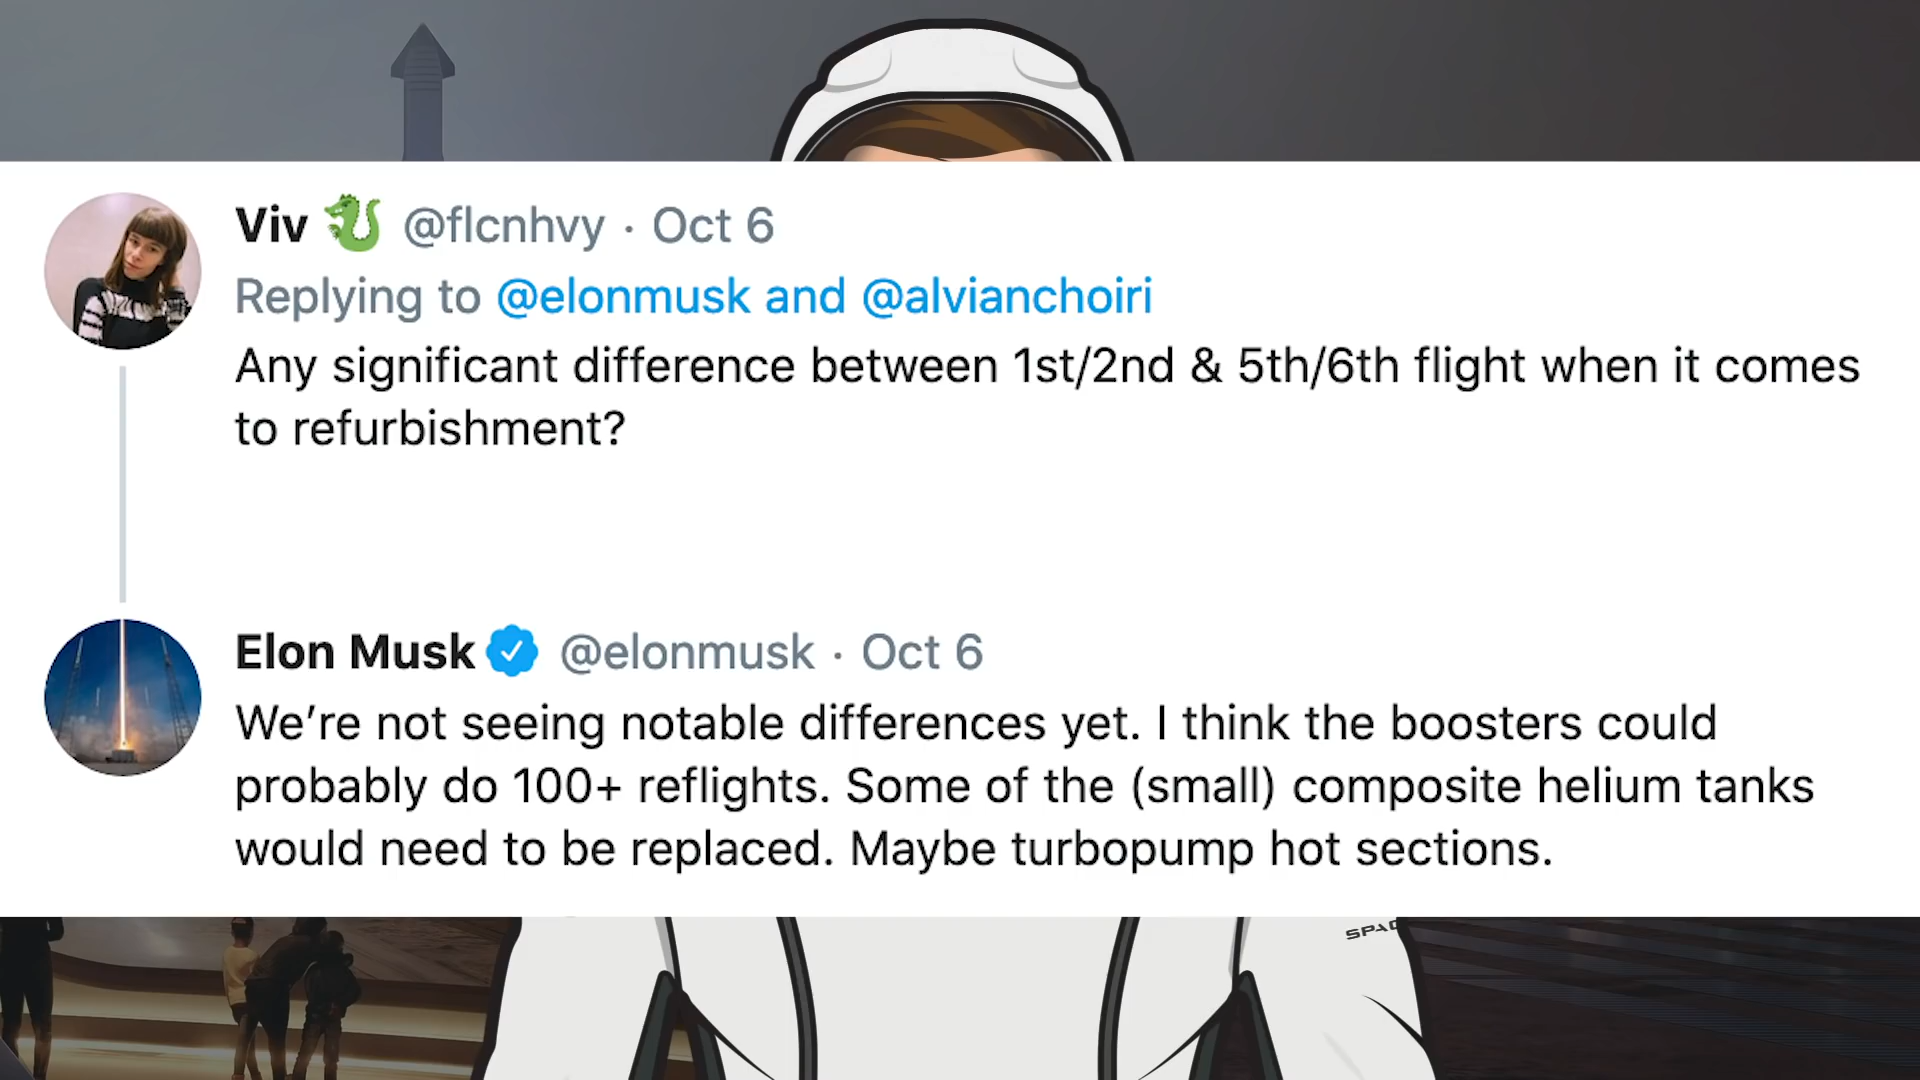 Viv 🐉 @flcnhvy · Oct 6
Replying to @elonmusk and @alvianchoiri
Any significant difference between 1st/2nd & 5th/6th flight when it comes
to refurbishment?
Elon Musk @elonmusk · Oct 6
We’re not seeing notable differences yet. I think the boosters could
probably do 100+ reflights. Some of the (small) composite helium tanks
would need to be replaced. Maybe turbopump hot sections.
SPAC